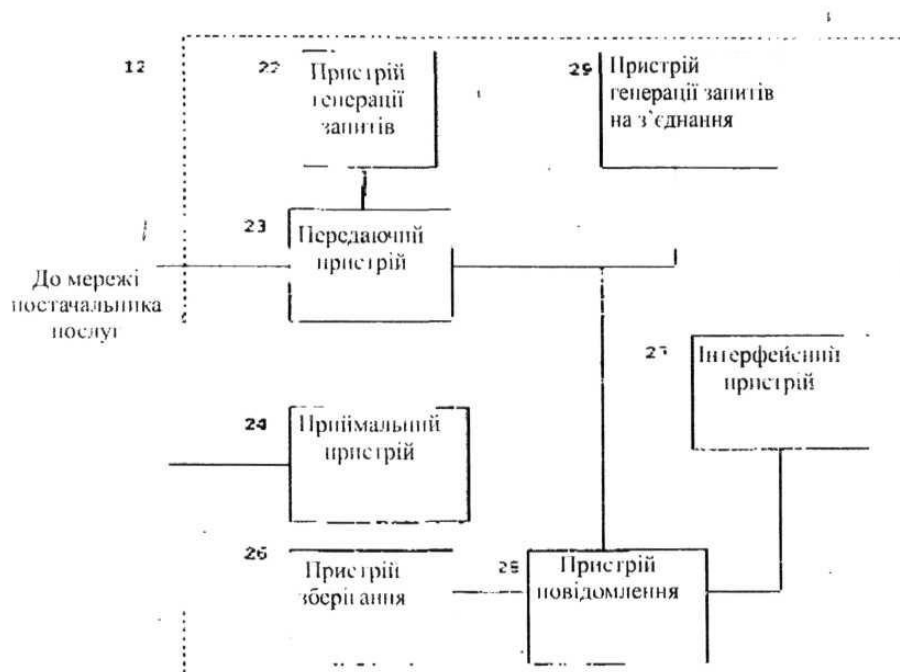 12
22
Пристрій
генерації
запитів
29
Пристрій
генерації запитів
на з’єднання
23
Передаючий
пристрій
До мережі
постачальника
послуг
27
Інтерфейсний
пристрій
24
Приймальний
пристрій
26
Пристрій
зберігання
28
Пристрій
повідомлення